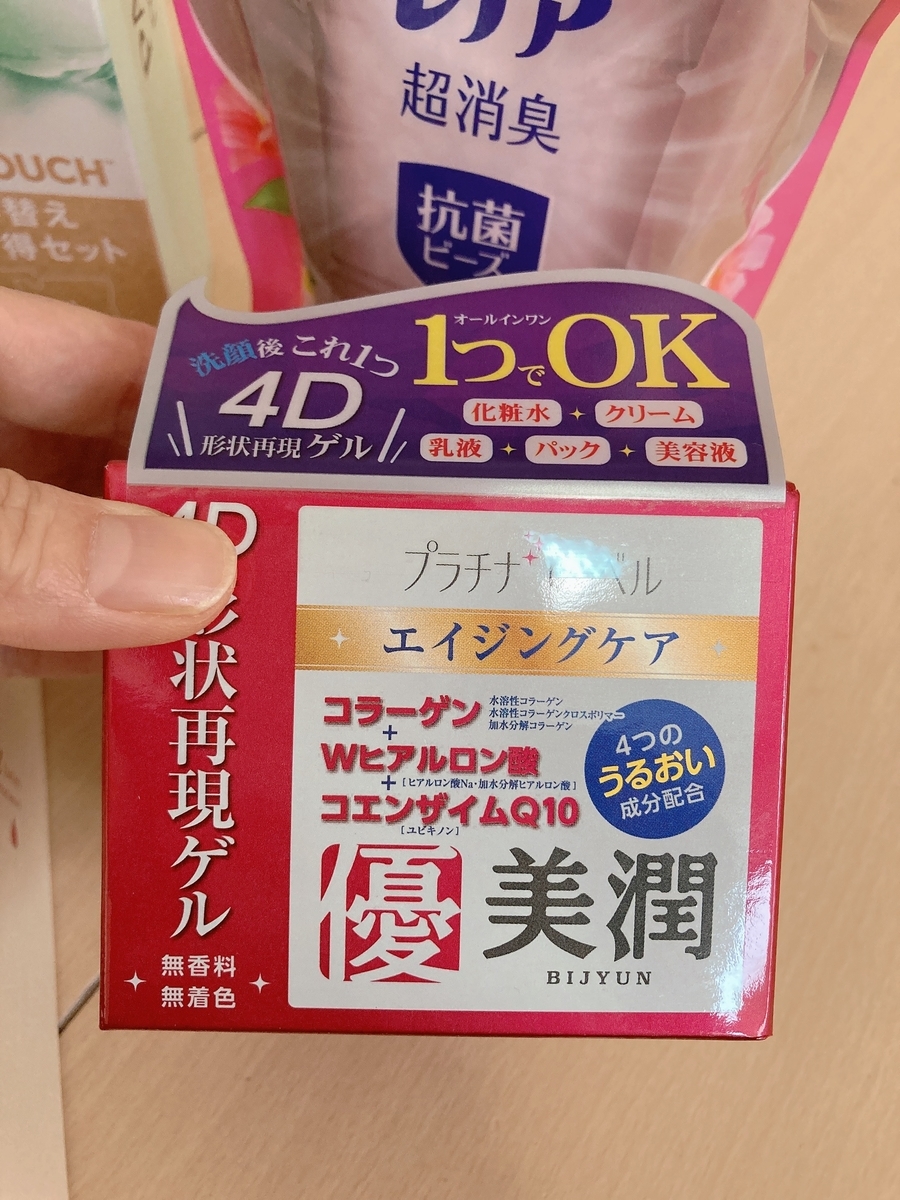 超消臭
抗菌
ビーズ
OUCH™
替え
得セット
洗顔後 これ1つ
4D
形状再現 ゲル
オールインワン
1つでOK
化粧水 クリーム
乳液 パック 美容液
4D
形状再現ゲル
無香料
無着色
プラチナ
エイジングケア
コラーゲン
水溶性コラーゲン
水溶性コラーゲンクロスポリマー
加水分解コラーゲン
+
Wヒアルロン酸
+ [ヒアルロン酸Na・加水分解ヒアルロン酸]
コエンザイムQ10
[ユビキノン]
4つの
うるおい
成分配合
優 美潤
BIJYUN